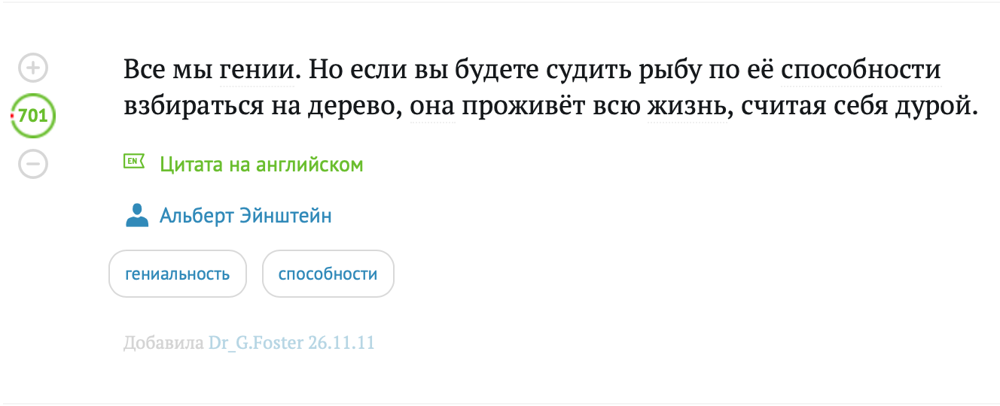 Все мы гении. Но если вы будете судить рыбу по её способности
взбираться на дерево, она проживёт всю жизнь, считая себя дурой.
701
EN Цитата на английском
Альберт Эйнштейн
гениальность способности
Добавила Dr_G.Foster 26.11.11